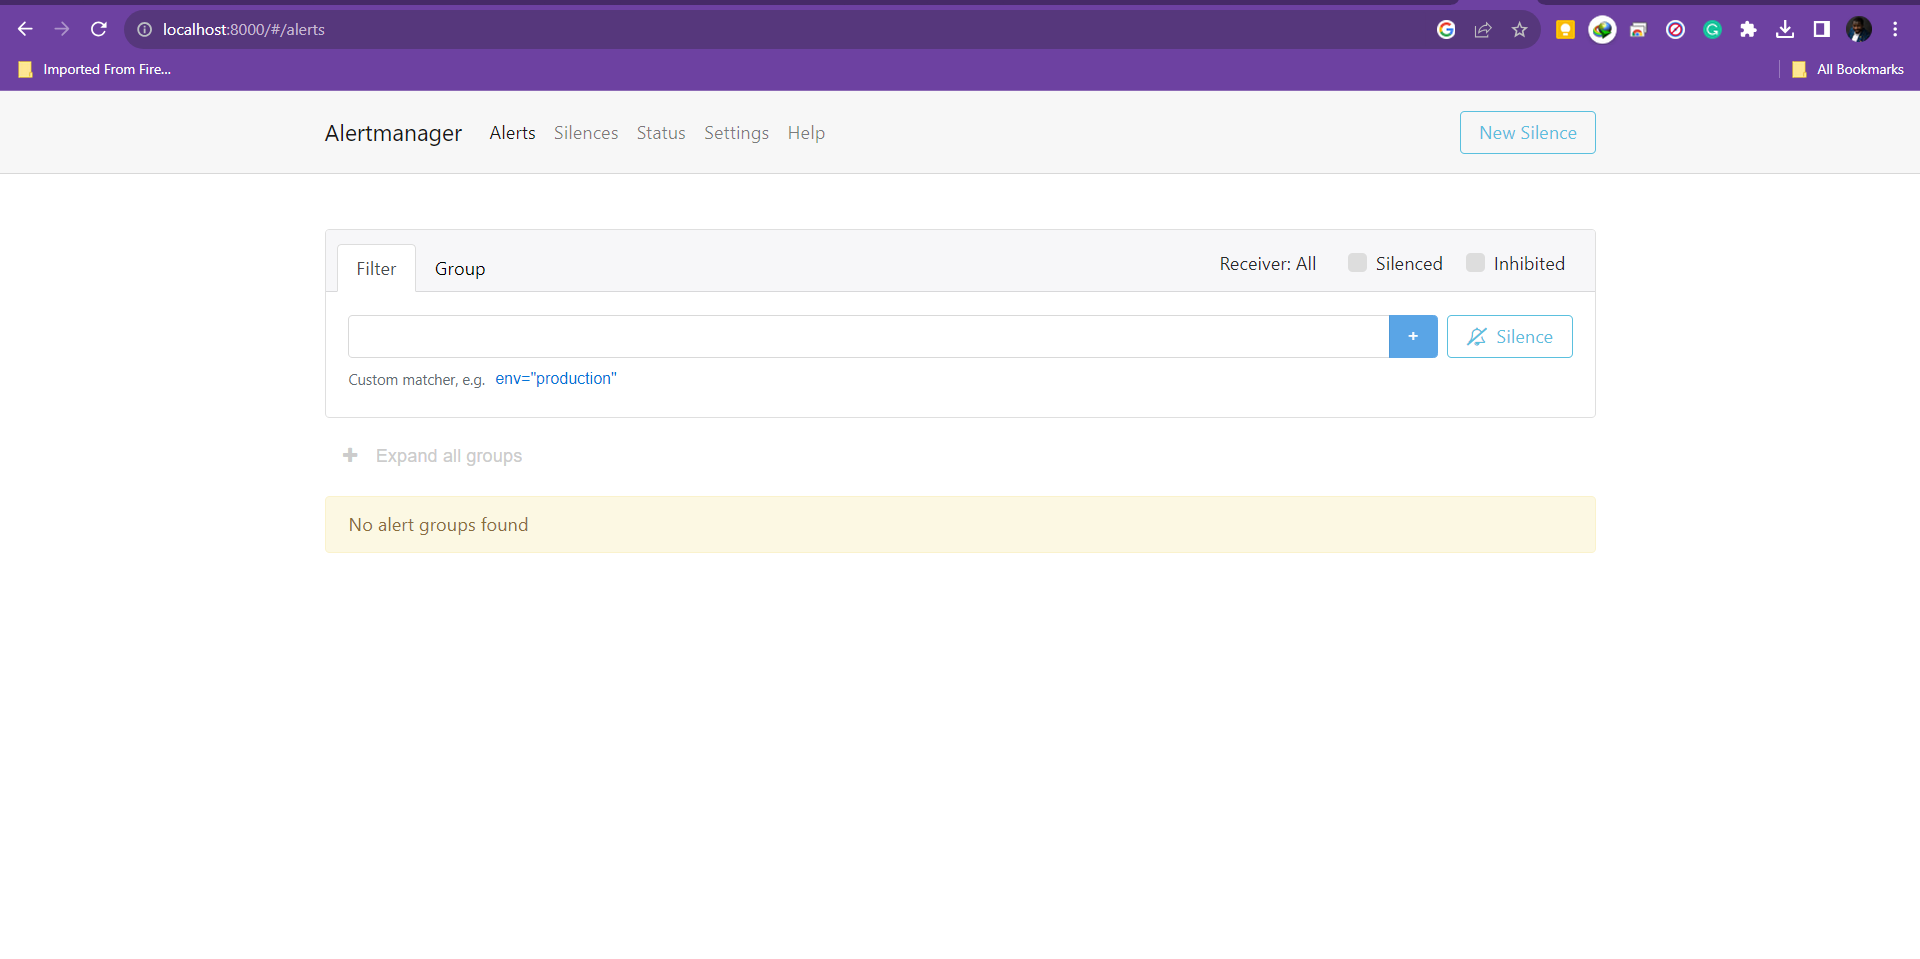 localhost:8000/#/alerts
Imported From Fire...
All Bookmarks
Alertmanager Alerts Silences Status Settings Help New Silence
Filter Group Receiver: All Silenced Inhibited
+ Silence
Custom matcher, e.g. env="production"
+ Expand all groups
No alert groups found